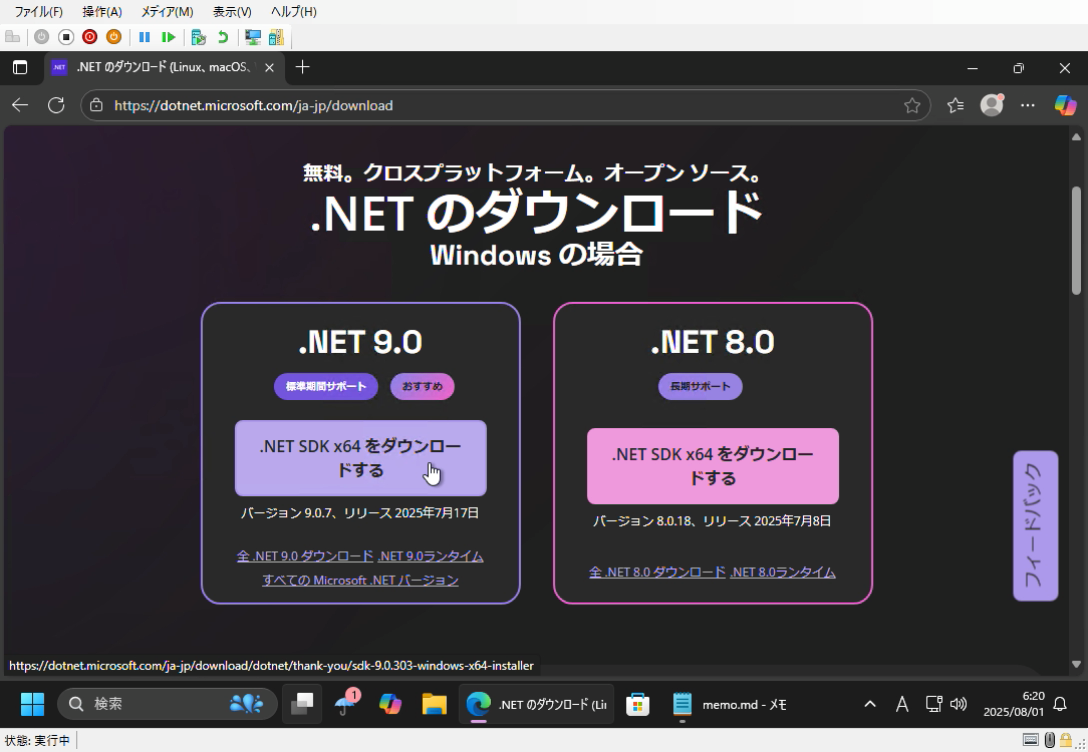 ファイル(F) 操作(A) メディア(M) 表示(V) ヘルプ(H)
.NET のダウンロード (Linux、macOS、
https://dotnet.microsoft.com/ja-jp/download
無料。クロスプラットフォーム。オープン ソース。
.NET のダウンロード
Windows の場合
.NET 9.0
標準期間サポート おすすめ
.NET SDK x64 をダウンロー
ドする
バージョン 9.0.7、リリース 2025年7月17日
全 .NET 9.0 ダウンロード .NET 9.0ランタイム
すべての Microsoft .NET バージョン
.NET 8.0
長期サポート
.NET SDK x64 をダウンロー
ドする
バージョン 8.0.18、リリース 2025年7月8日
全 .NET 8.0 ダウンロード .NET 8.0ランタイム
フィードバック
https://dotnet.microsoft.com/ja-jp/download/dotnet/thank-you/sdk-9.0.303-windows-x64-installer
検索
1
.NET のダウンロード (Li
memo.md - メモ
A
6:20
2025/08/01
状態: 実行中